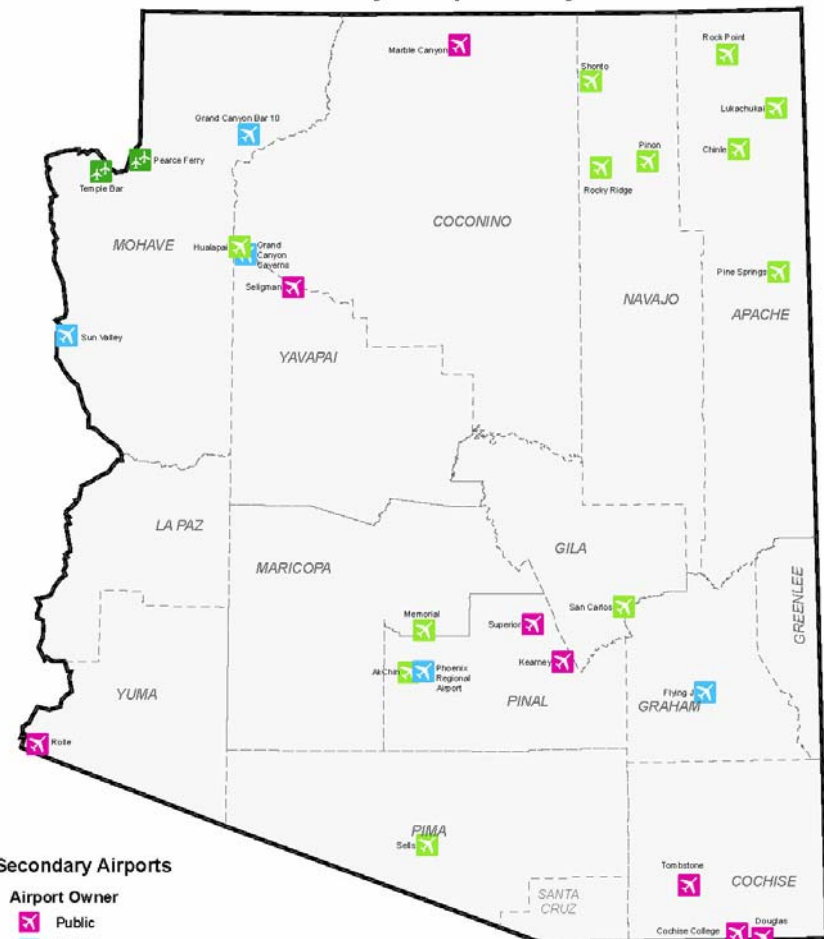 Marble Canyon
Rock Point
Shonto
Lukachukai
Grand Canyon Bar 10
Pinon
Chinle
Pearce Ferry
Temple Bar
Rocky Ridge
COCONINO
MOHAVE
Hualapai
Grand
Canyon
Caverns
Pine Springs
Seligman
NAVAJO
APACHE
Sun Valley
YAVAPAI
LA PAZ
GILA
MARICOPA
GREENLEE
Memorial
San Carlos
Superior
Kearney
AkChin
Phoenix
Regional
Airport
YUMA
PINAL
Flying J
GRAHAM
Rolle
PIMA
Sells
Secondary Airports
Tombstone
COCHISE
Airport Owner
SANTA
CRUZ
Public
Douglas
Cochise College